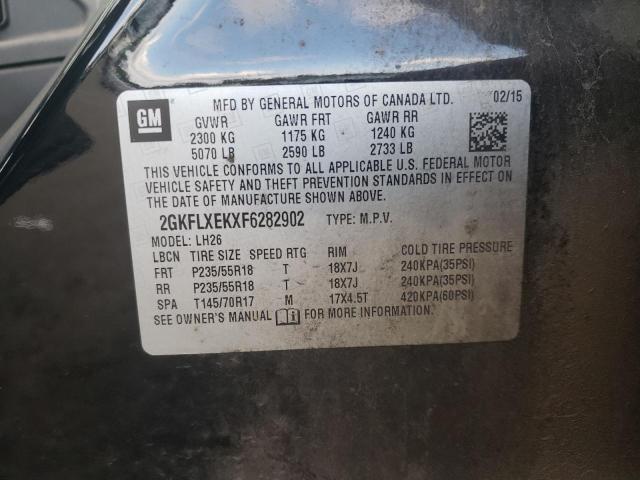 GM
MFD BY GENERAL MOTORS OF CANADA LTD. 02/15
GVWR GAWR FRT GAWR RR
2300 KG 1175 KG 1240 KG
5070 LB 2590 LB 2733 LB
THIS VEHICLE CONFORMS TO ALL APPLICABLE U.S. FEDERAL MOTOR
VEHICLE SAFETY AND THEFT PREVENTION STANDARDS IN EFFECT ON
THE DATE OF MANUFACTURE SHOWN ABOVE.
2GKFLXEKXF6282902 TYPE: M.P.V.
MODEL: LH26
LBCN TIRE SIZE SPEED RTG RIM COLD TIRE PRESSURE
FRT P235/55R18 T 18X7J 240KPA(35PSI)
RR P235/55R18 T 18X7J 240KPA(35PSI)
SPA T145/70R17 M 17X4.5T 420KPA(60PSI)
SEE OWNER'S MANUAL FOR MORE INFORMATION.